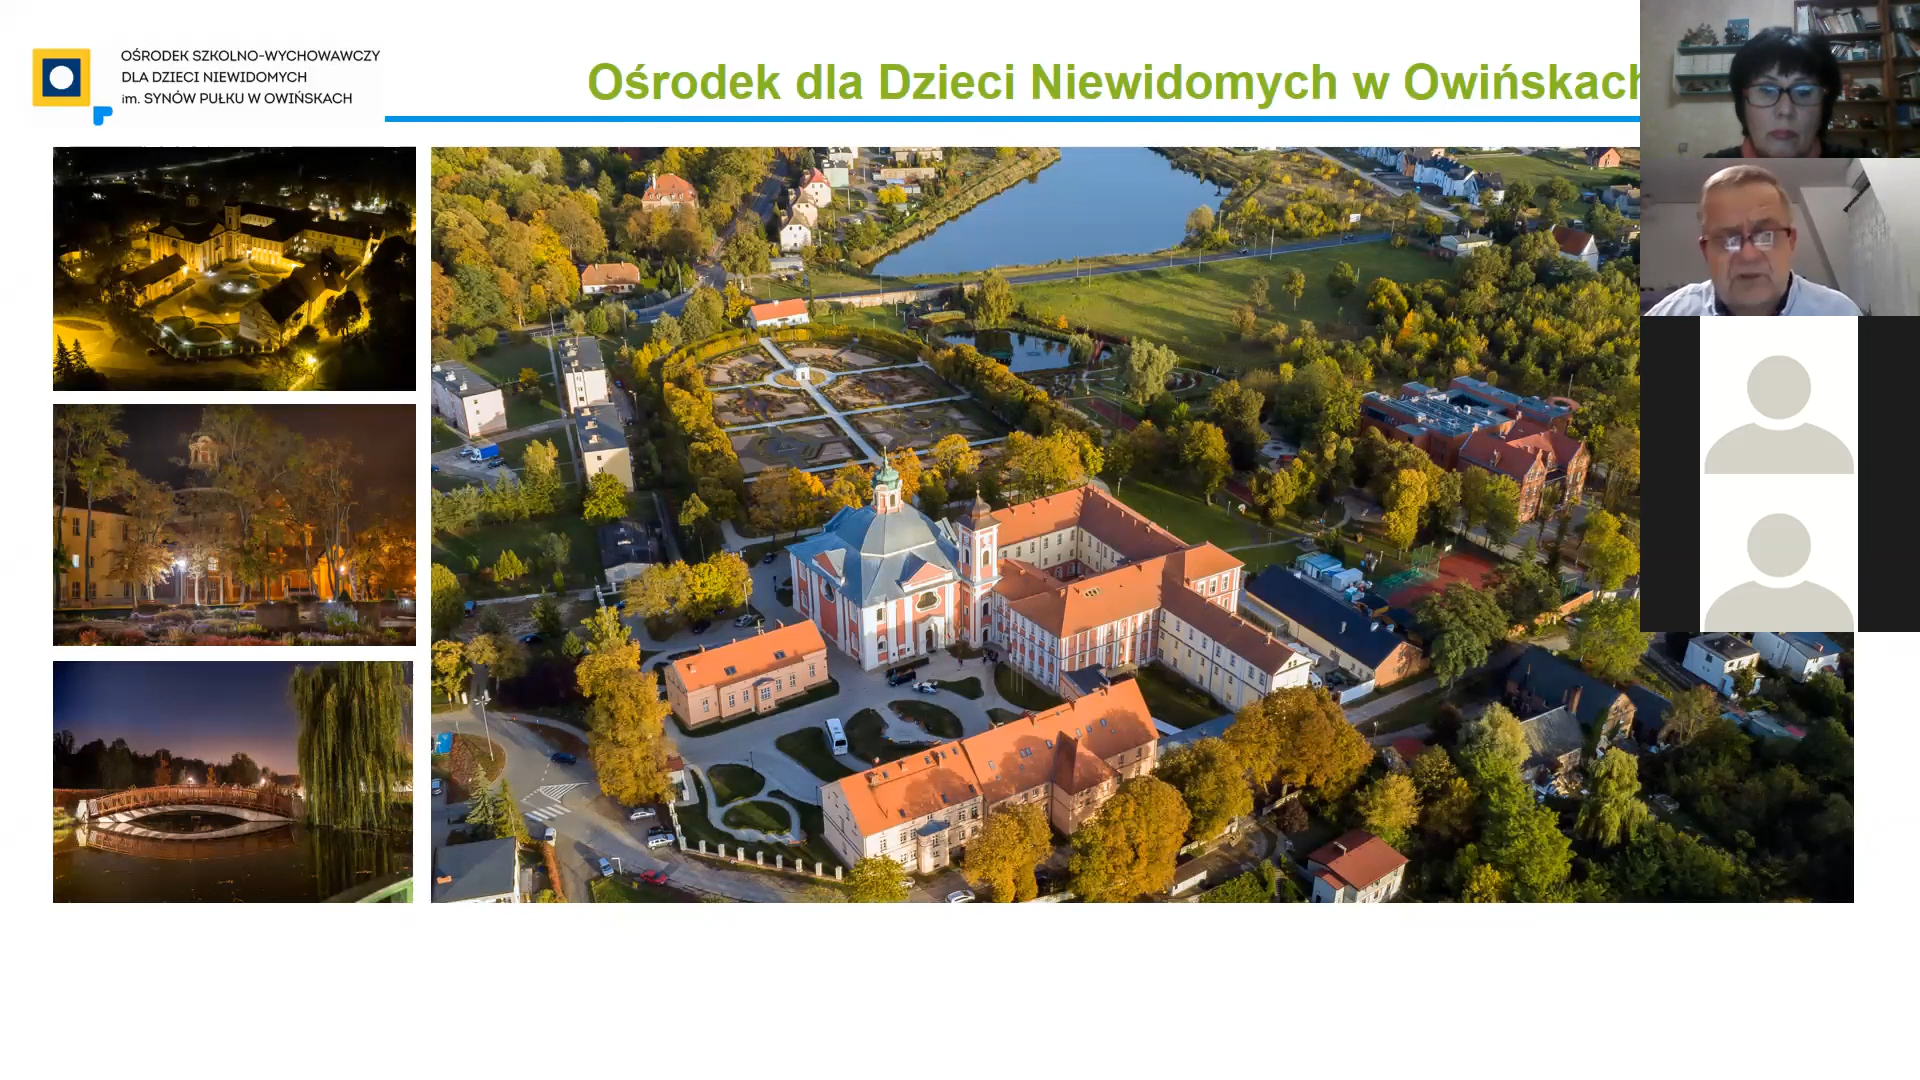 OŚRODEK SZKOLNO-WYCHOWAWCZY
DLA DZIECI NIEWIDOMYCH
im. SYNÓW PUŁKU W OWIŃSKACH
Ośrodek dla Dzieci Niewidomych w Owińskach